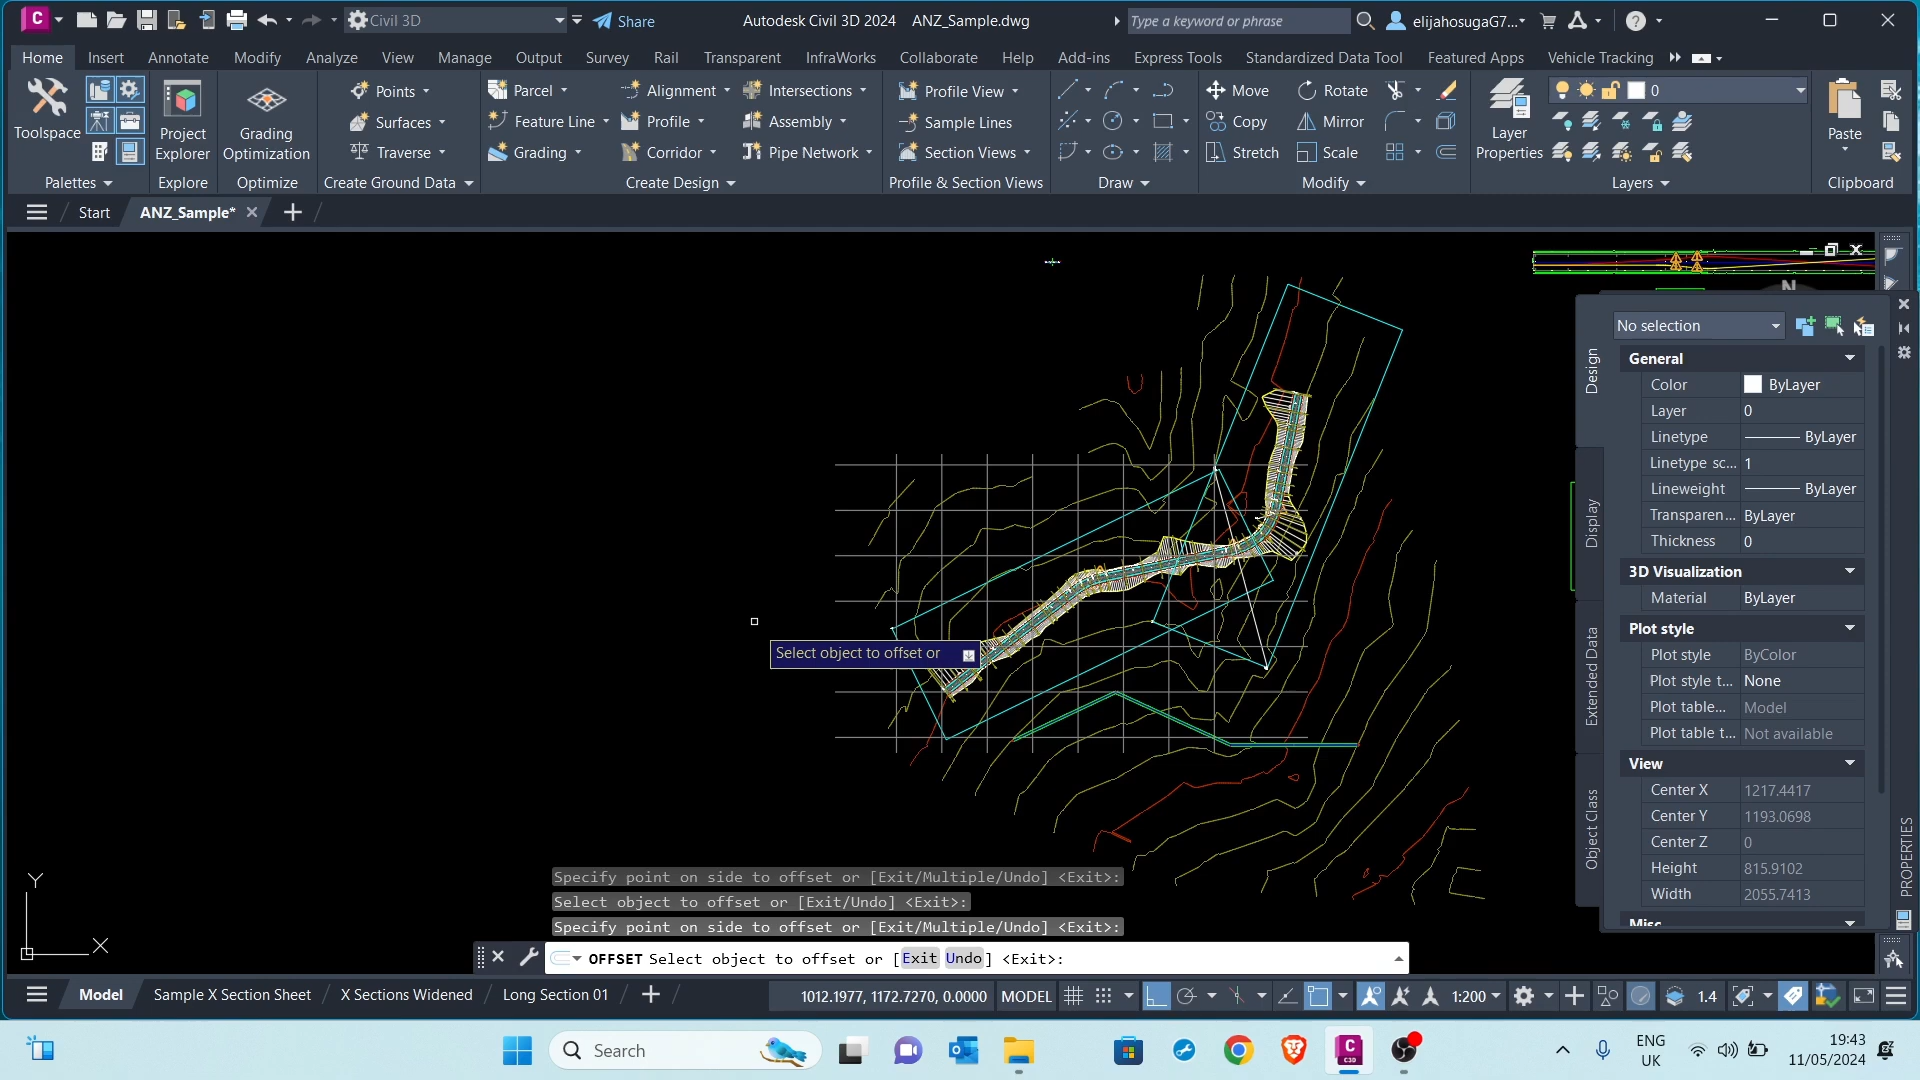 C Civil 3D Share Autodesk Civil 3D 2024 ANZ_Sample.dwg Type a keyword or phrase elijahosugaG7...
Home Insert Annotate Modify Analyze View Manage Output Survey Rail Transparent InfraWorks Collaborate Help Add-ins Express Tools Standardized Data Tool Featured Apps Vehicle Tracking
Points Parcel Alignment Intersections Profile View Move Rotate 0
Toolspace Project Explorer Grading Optimization Surfaces Feature Line Profile Assembly Sample Lines Copy Mirror Layer Properties Paste
Traverse Grading Corridor Pipe Network Section Views Stretch Scale
Palettes Explore Optimize Create Ground Data Create Design Profile & Section Views Draw Modify Layers Clipboard
Start ANZ_Sample*
N
No selection
Design
Display
Extended Data
Object Class
PROPERTIES
General
Color ByLayer
Layer 0
Linetype ByLayer
Linetype sc... 1
Lineweight ByLayer
Transparen... ByLayer
Thickness 0
3D Visualization
Material ByLayer
Plot style
Plot style ByColor
Plot style t... None
Plot table... Model
Plot table t... Not available
View
Center X 1217.4417
Center Y 1193.0698
Center Z 0
Height 815.9102
Width 2055.7413
Misc
Select object to offset or
Y
X
Specify point on side to offset or [Exit/Multiple/Undo] <Exit>:
Select object to offset or [Exit/Undo] <Exit>:
Specify point on side to offset or [Exit/Multiple/Undo] <Exit>:
OFFSET Select object to offset or [Exit Undo] <Exit>:
Model Sample X Section Sheet X Sections Widened Long Section 01 1012.1977, 1172.7270, 0.0000 MODEL 1:200 1.4
Search ENG UK 19:43 11/05/2024